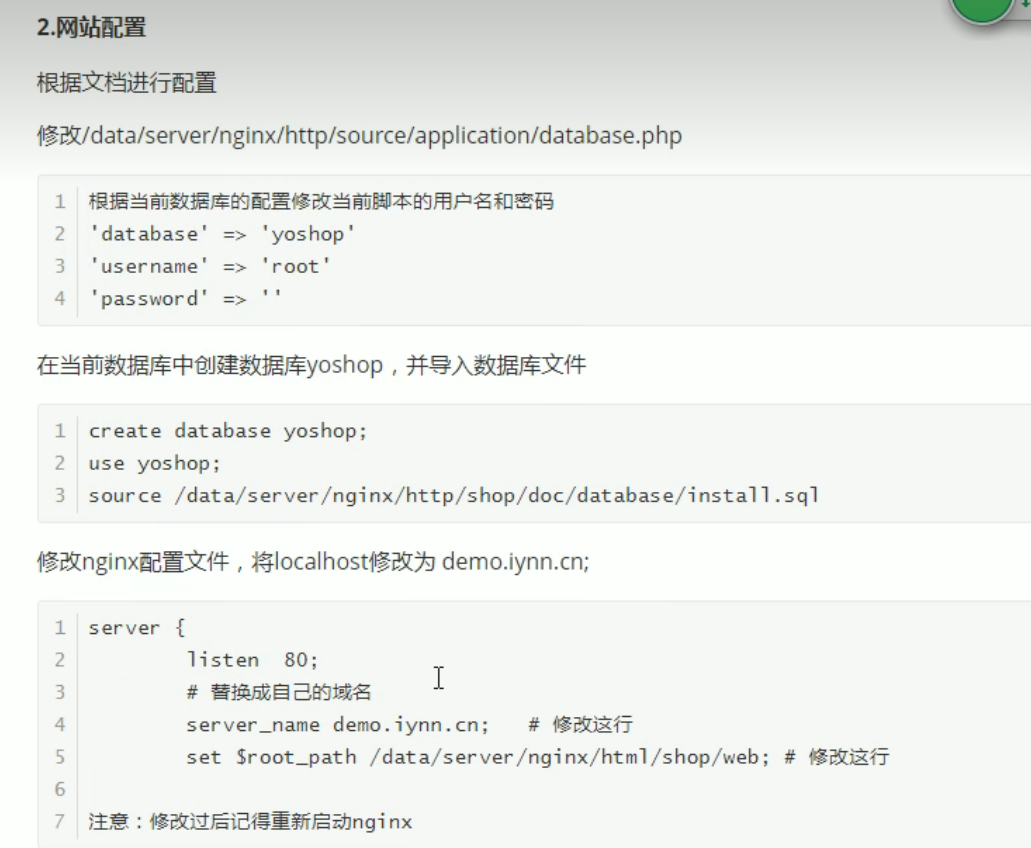 2.网站配置
根据文档进行配置
修改/data/server/nginx/http/source/application/database.php
1 根据当前数据库的配置修改当前脚本的用户名和密码
2 'database' => 'yoshop'
3 'username' => 'root'
4 'password' => ''
在当前数据库中创建数据库yoshop，并导入数据库文件
1 create database yoshop;
2 use yoshop;
3 source /data/server/nginx/http/shop/doc/database/install.sql
修改nginx配置文件，将localhost修改为 demo.iynn.cn;
1 server {
2 listen  80;
3 # 替换成自己的域名
4 server_name demo.iynn.cn;   # 修改这行
5 set $root_path /data/server/nginx/html/shop/web; # 修改这行
6
7 注意：修改过后记得重新启动nginx